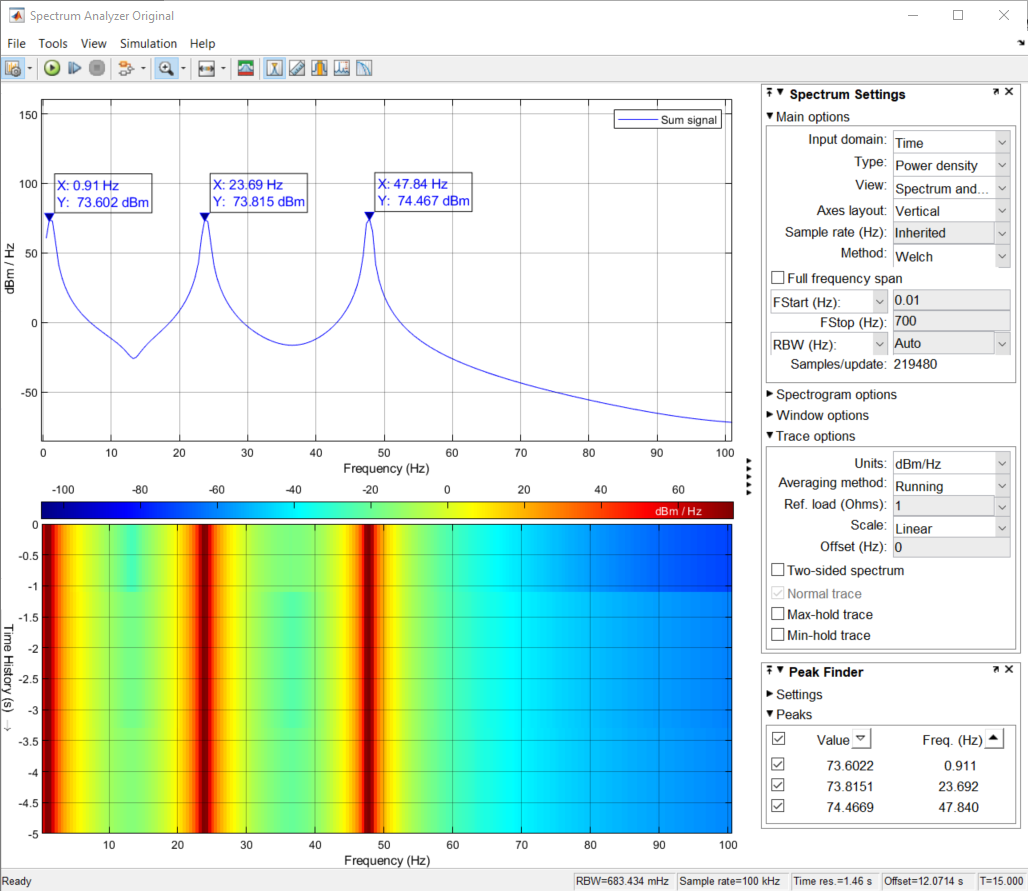 Spectrum Analyzer Original
File Tools View Simulation Help
150
100
50
0
-50
dBm / Hz
Sum signal
X: 0.91 Hz
Y: 73.602 dBm
X: 23.69 Hz
Y: 73.815 dBm
X: 47.84 Hz
Y: 74.467 dBm
0 10 20 30 40 50 60 70 80 90 100
Frequency (Hz)
-100 -80 -60 -40 -20 0 20 40 60
dBm / Hz
0
-0.5
-1
-1.5
-2
-2.5
-3
-3.5
-4
-4.5
-5
Time History (s) →
10 20 30 40 50 60 70 80 90 100
Frequency (Hz)
Spectrum Settings
Main options
Input domain: Time
Type: Power density
View: Spectrum and...
Axes layout: Vertical
Sample rate (Hz): Inherited
Method: Welch
Full frequency span
FStart (Hz): 0.01
FStop (Hz): 700
RBW (Hz): Auto
Samples/update: 219480
Spectrogram options
Window options
Trace options
Units: dBm/Hz
Averaging method: Running
Ref. load (Ohms): 1
Scale: Linear
Offset (Hz): 0
Two-sided spectrum
Normal trace
Max-hold trace
Min-hold trace
Peak Finder
Settings
Peaks
Value Freq. (Hz)
73.6022 0.911
73.8151 23.692
74.4669 47.840
Ready RBW=683.434 mHz Sample rate=100 kHz Time res.=1.46 s Offset=12.0714 s T=15.000